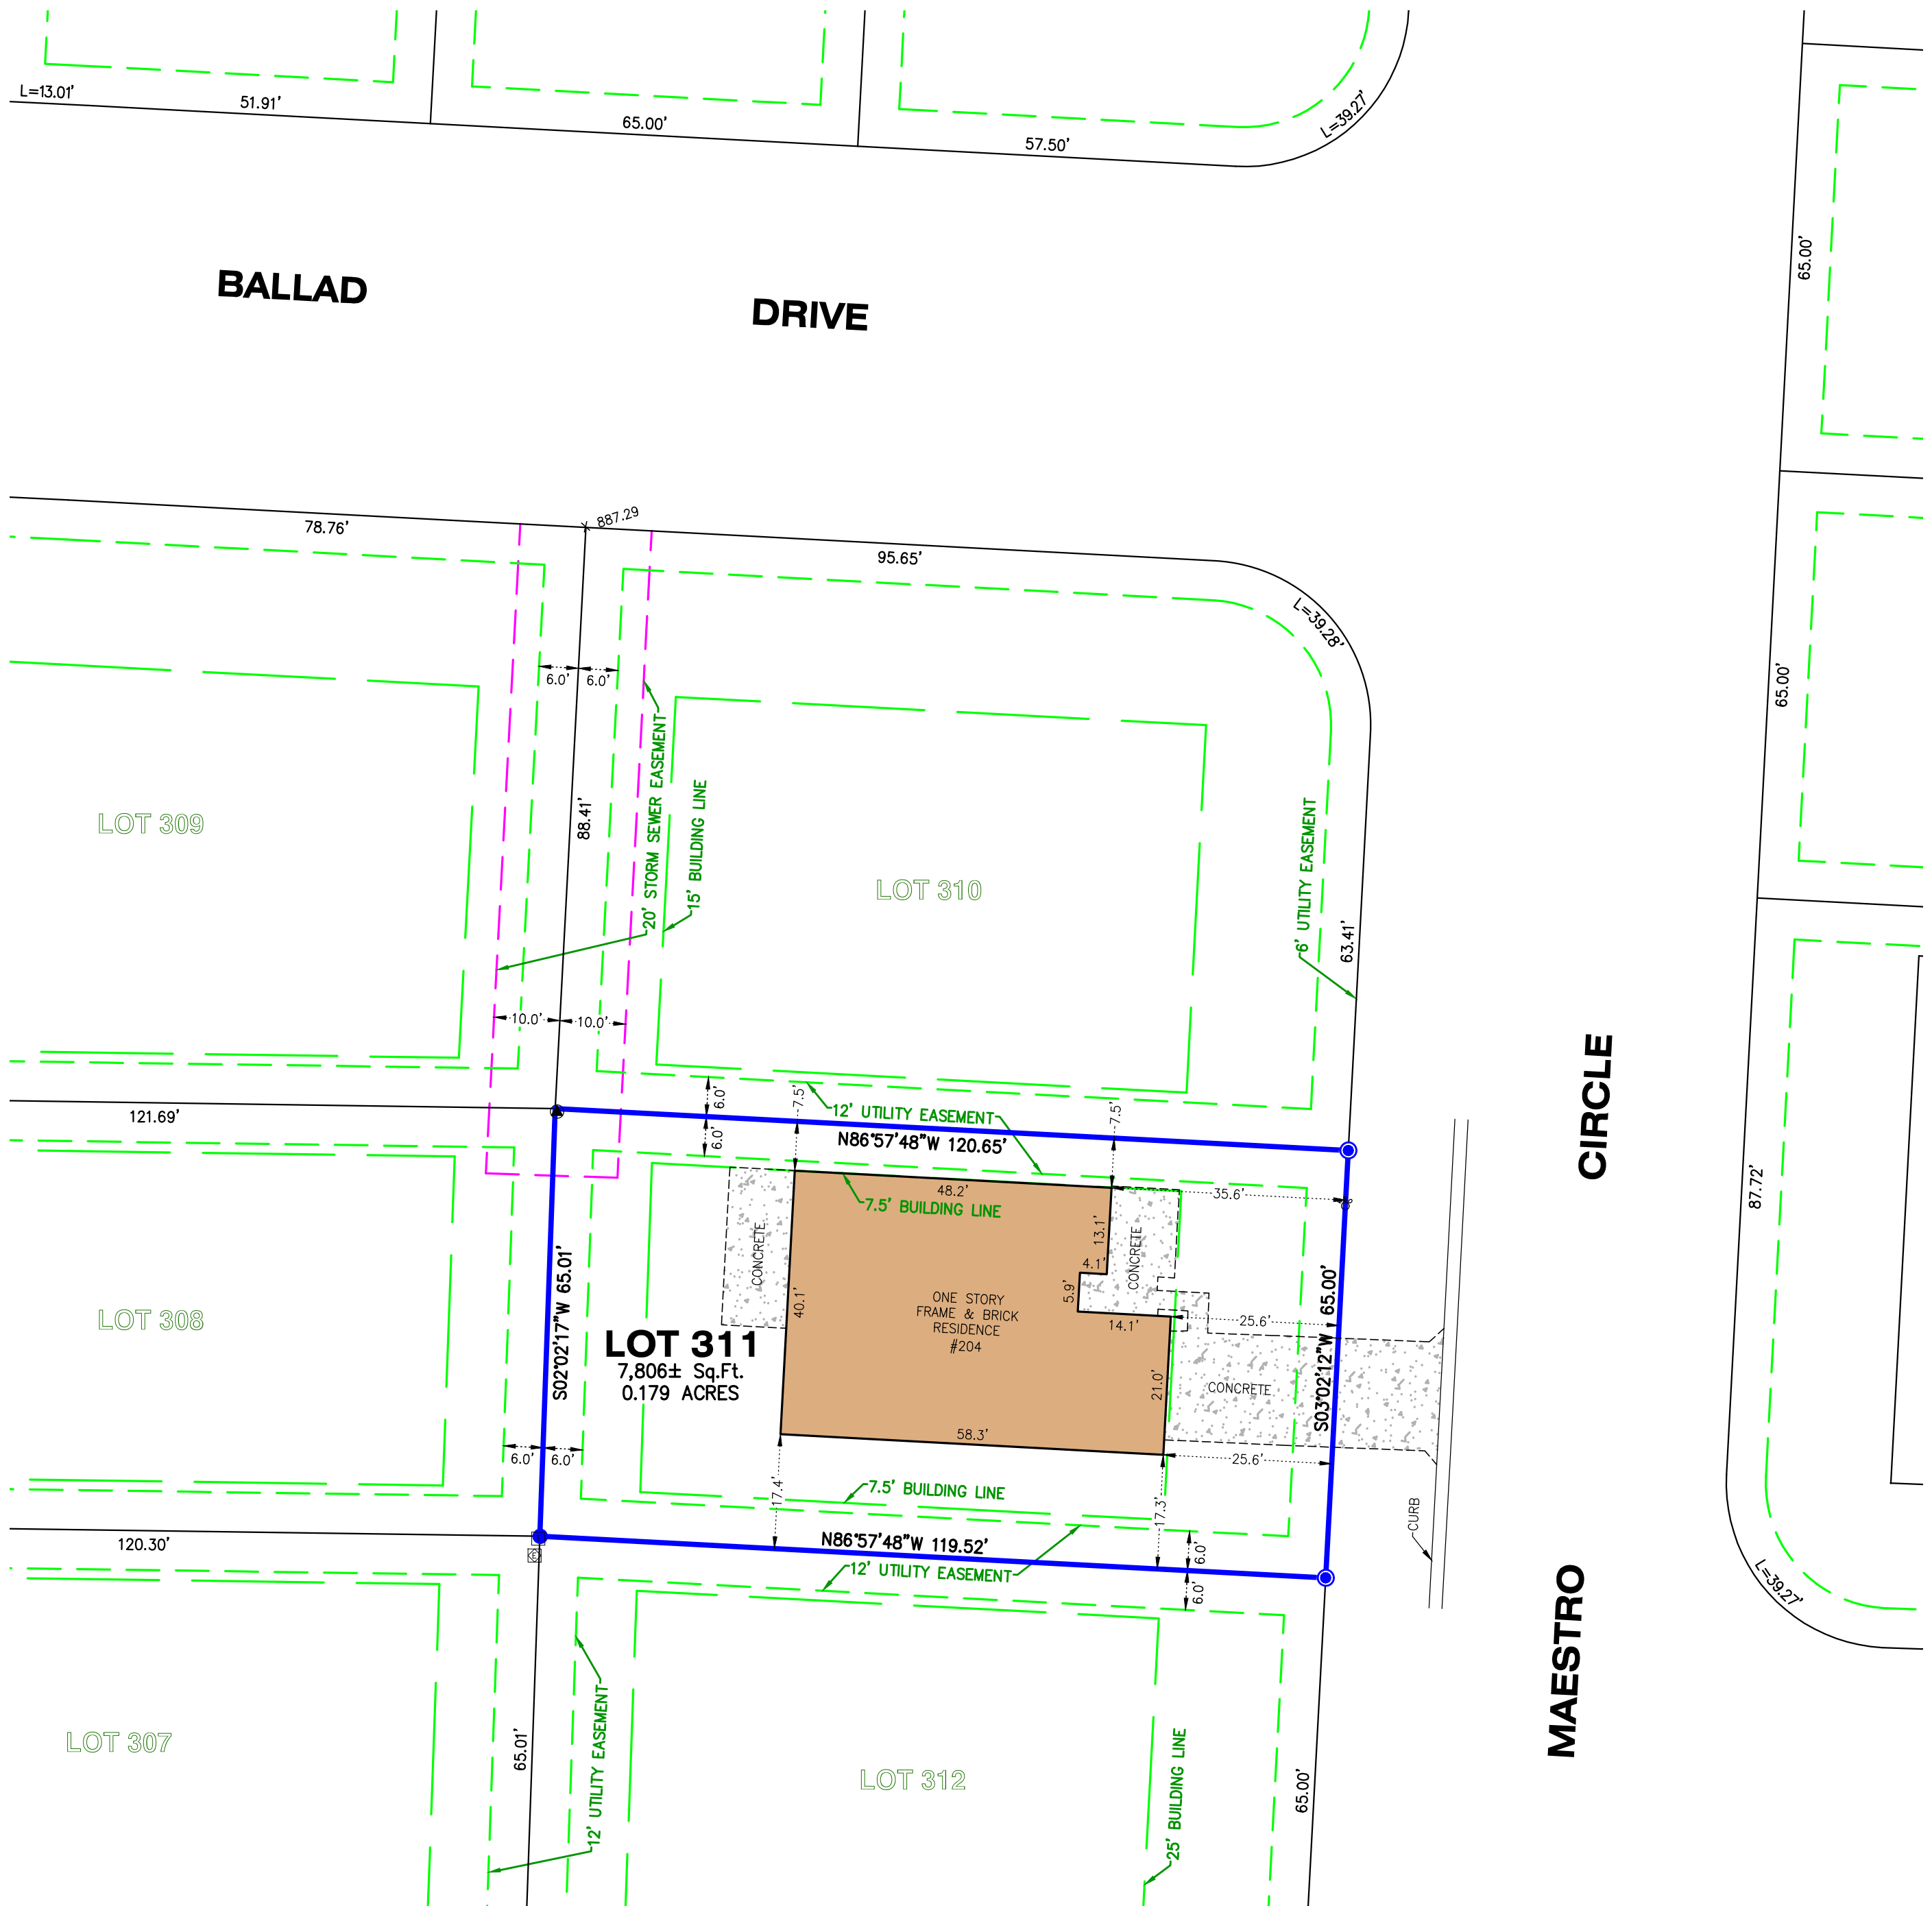 L=13.01'
51.91'
65.00'
57.50'
L=39.27'
BALLAD
DRIVE
65.00'
78.76'
887.29
95.65'
L=39.28'
6.0'
6.0'
65.00'
20' STORM SEWER EASEMENT
15' BUILDING LINE
88.41'
LOT 309
LOT 310
6' UTILITY EASEMENT
63.41'
10.0'
10.0'
CIRCLE
121.69'
6.0'
6.0'
7.5'
12' UTILITY EASEMENT
7.5'
N86°57'48"W 120.65'
87.72'
48.2'
7.5' BUILDING LINE
35.6'
CONCRETE
13.1'
CONCRETE
4.1'
5.9'
40.1'
ONE STORY
FRAME & BRICK
RESIDENCE
#204
14.1'
25.6'
LOT 308
S02°02'17"W 65.01'
LOT 311
7,806± Sq.Ft.
0.179 ACRES
21.0'
CONCRETE
S03°02'12"W 65.00'
58.3'
6.0'
6.0'
25.6'
17.4'
7.5' BUILDING LINE
17.3'
CURB
N86°57'48"W 119.52'
120.30'
12' UTILITY EASEMENT
6.0'
6.0'
L=39.27'
MAESTRO
LOT 307
65.01'
12' UTILITY EASEMENT
LOT 312
25' BUILDING LINE
65.00'